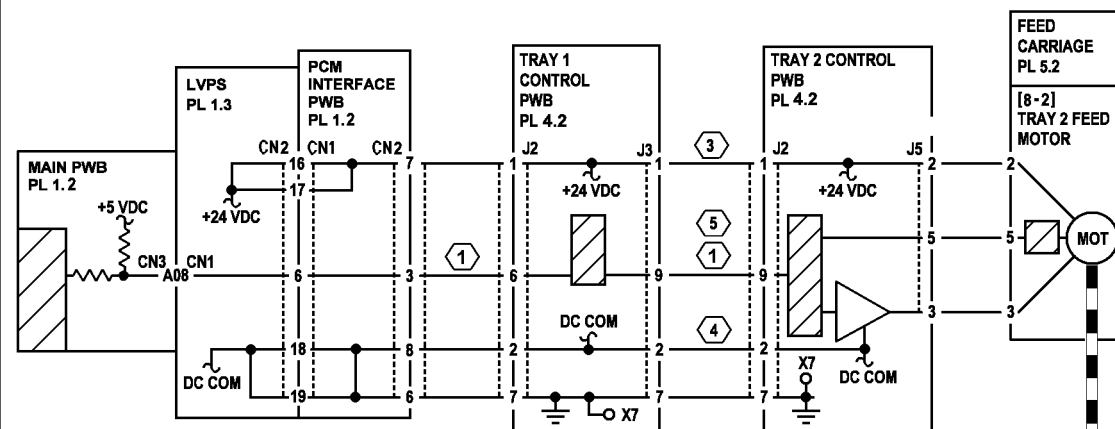 FEED
CARRIAGE
PL 5.2
[8-2]
TRAY 2 FEED
MOTOR
TRAY 1
CONTROL
PWB
PL 4.2
TRAY 2 CONTROL
PWB
PL 4.2
PCM
INTERFACE
PWB
PL 1.2
LVPS
PL 1.3
MAIN PWB
PL 1.2
CN2 CN1 CN2 J2 J3 J2 J5
16 7 1 1 3 1 2 2
17
+5 VDC +24 VDC +24 VDC +24 VDC
5 5 5 MOT
CN3 CN1 1 1
A08 6 3 6 9 9
3 3
DC COM 4
18 8 2 2 2
DC COM DC COM
X7
19 6 7 7 7
X7